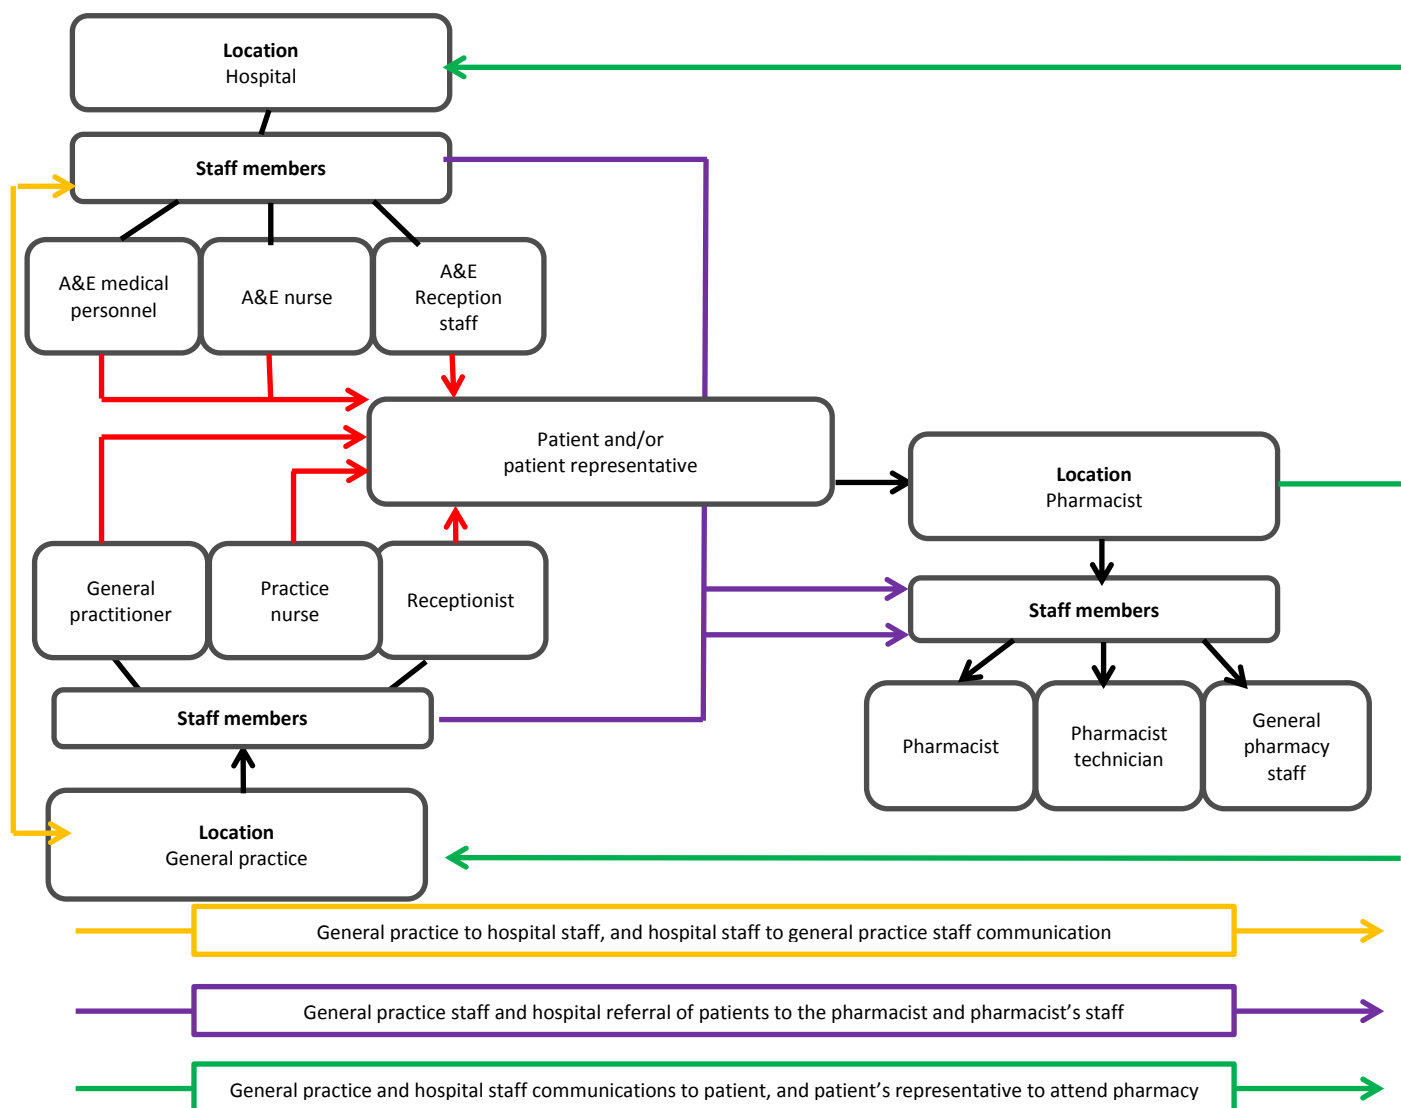 Location
Hospital
Staff members
A&E medical
personnel
A&E nurse
A&E
Reception
staff
Patient and/or
patient representative
Location
Pharmacist
General
practitioner
Practice
nurse
Receptionist
Staff members
Staff members
Pharmacist
Pharmacist
technician
General
pharmacy
staff
Location
General practice
General practice to hospital staff, and hospital staff to general practice staff communication
General practice staff and hospital referral of patients to the pharmacist and pharmacist’s staff
General practice and hospital staff communications to patient, and patient’s representative to attend pharmacy